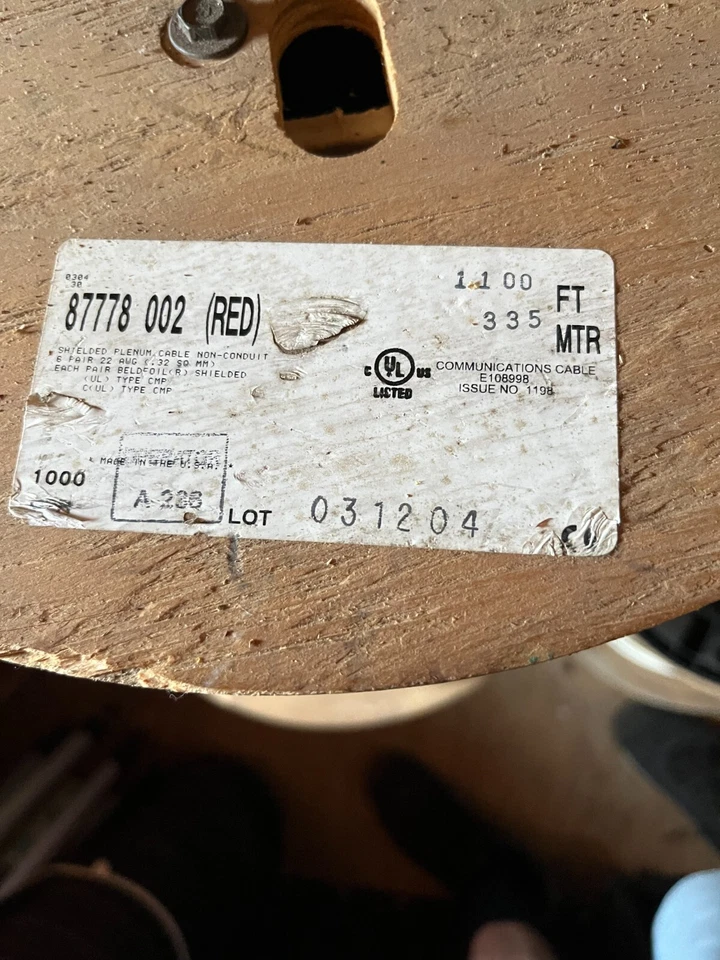 0304
30
87778 002 (RED)
1100 FT
335 MTR
SHIELDED PLENUM CABLE NON-CONDUIT
6 PAIR 22 AWG (.32 SQ MM)
EACH PAIR BELDFOIL(R) SHIELDED
(UL) TYPE CMP
C(UL) TYPE CMP
C UL US
LISTED
COMMUNICATIONS CABLE
E108998
ISSUE NO. 1198
MADE IN THE U.S.A.
1000
LOT 031204